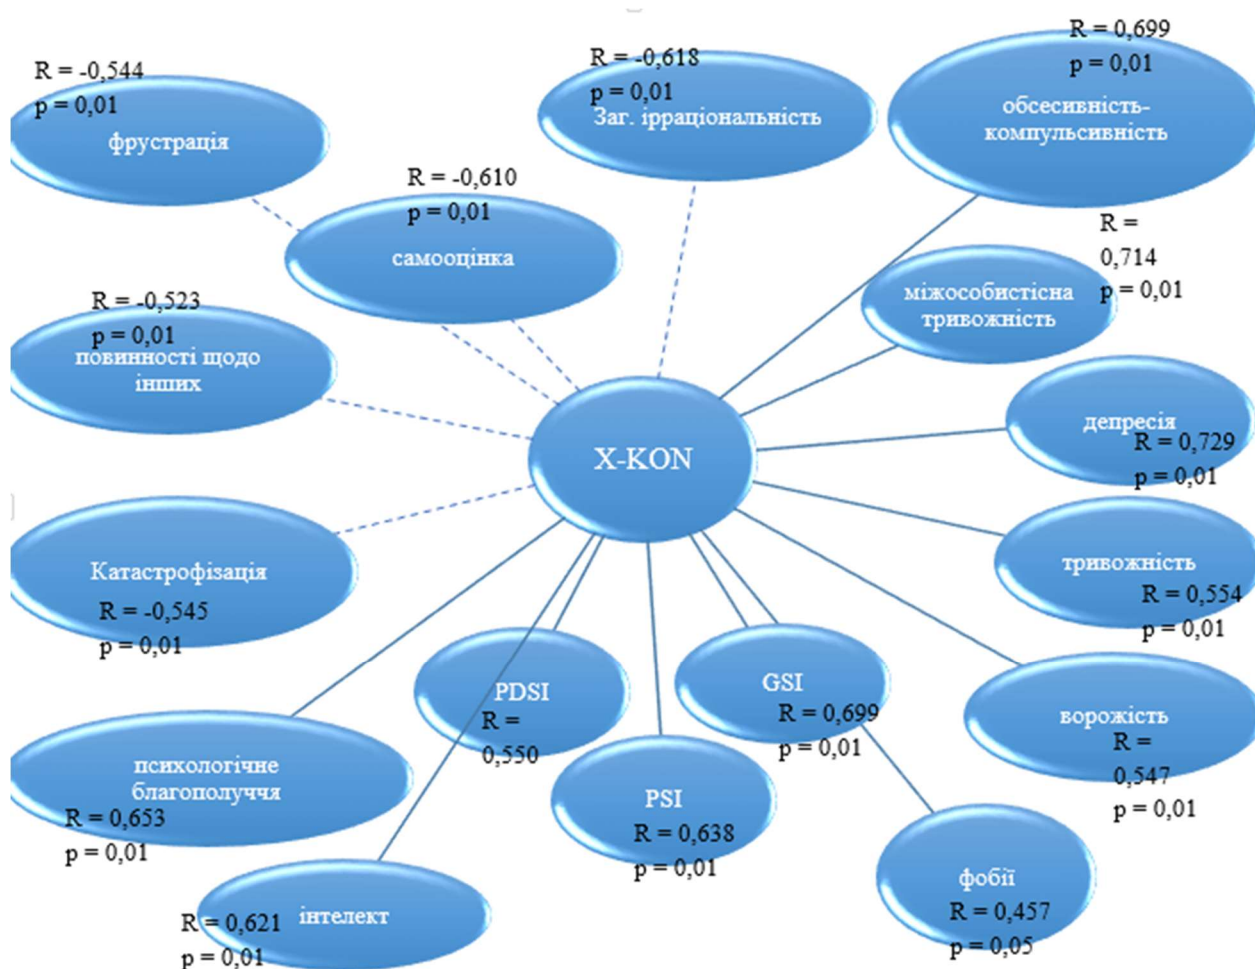 R = -0,544
p = 0,01
фрустрація
R = -0,618
p = 0,01
Заг. ірраціональність
R = 0,699
p = 0,01
обсесивність-
компульсивність
R = -0,610
p = 0,01
самооцінка
R =
0,714
p = 0,01
міжособистісна
тривожність
R = -0,523
p = 0,01
повинності щодо
інших
X-KON
депресія
R = 0,729
p = 0,01
Катастрофізація
R = -0,545
p = 0,01
тривожність
R = 0,554
p = 0,01
PDSI
R =
0,550
GSI
R = 0,699
p = 0,01
ворожість
R =
0,547
p = 0,01
психологічне
благополуччя
R = 0,653
p = 0,01
PSI
R = 0,638
p = 0,01
фобії
R = 0,457
p = 0,05
інтелект
R = 0,621
p = 0,01